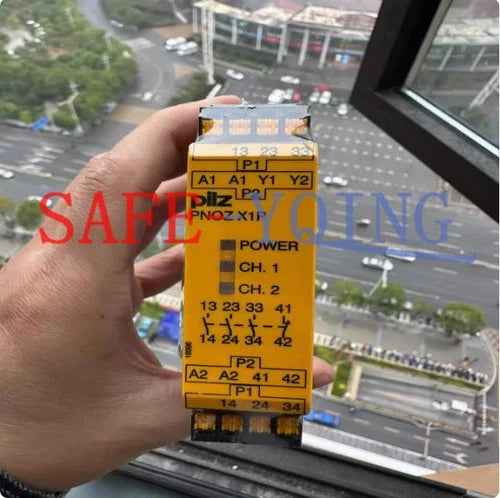 13 23 33
P1
A1 A1 Y1 Y2
P2
pilz
PNOZ X1P
SAFE YQING
POWER
CH. 1
CH. 2
13 23 33 41
14 24 34 42
P2
A2 A2 41 42
P1
14 24 34